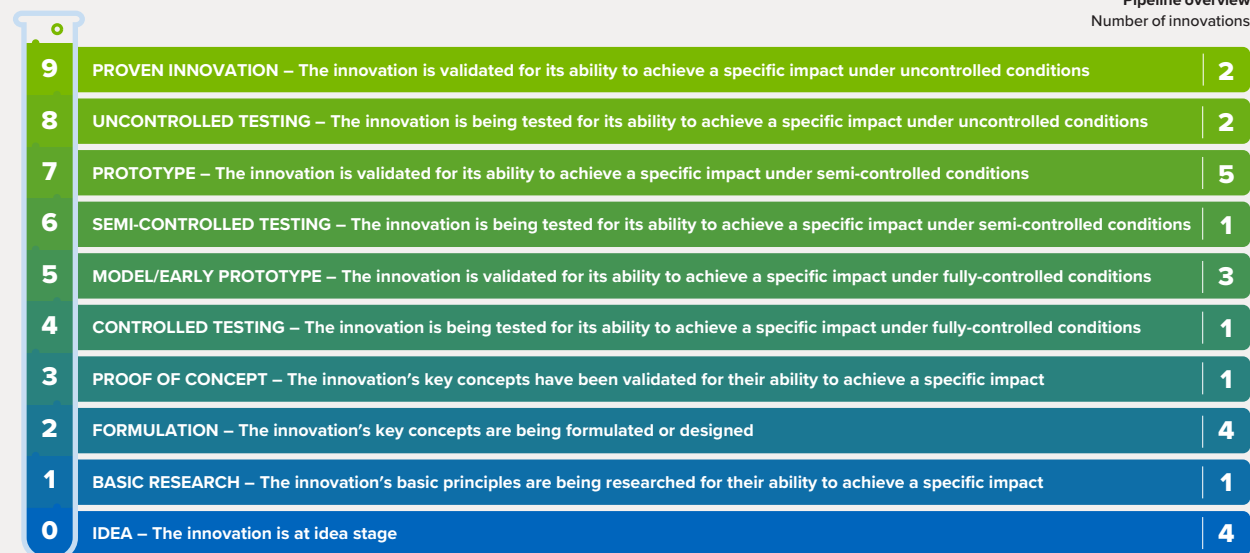 Pipeline overview
Number of innovations
9 PROVEN INNOVATION – The innovation is validated for its ability to achieve a specific impact under uncontrolled conditions 2
8 UNCONTROLLED TESTING – The innovation is being tested for its ability to achieve a specific impact under uncontrolled conditions 2
7 PROTOTYPE – The innovation is validated for its ability to achieve a specific impact under semi-controlled conditions 5
6 SEMI-CONTROLLED TESTING – The innovation is being tested for its ability to achieve a specific impact under semi-controlled conditions 1
5 MODEL/EARLY PROTOTYPE – The innovation is validated for its ability to achieve a specific impact under fully-controlled conditions 3
4 CONTROLLED TESTING – The innovation is being tested for its ability to achieve a specific impact under fully-controlled conditions 1
3 PROOF OF CONCEPT – The innovation’s key concepts have been validated for their ability to achieve a specific impact 1
2 FORMULATION – The innovation’s key concepts are being formulated or designed 4
1 BASIC RESEARCH – The innovation’s basic principles are being researched for their ability to achieve a specific impact 1
0 IDEA – The innovation is at idea stage 4